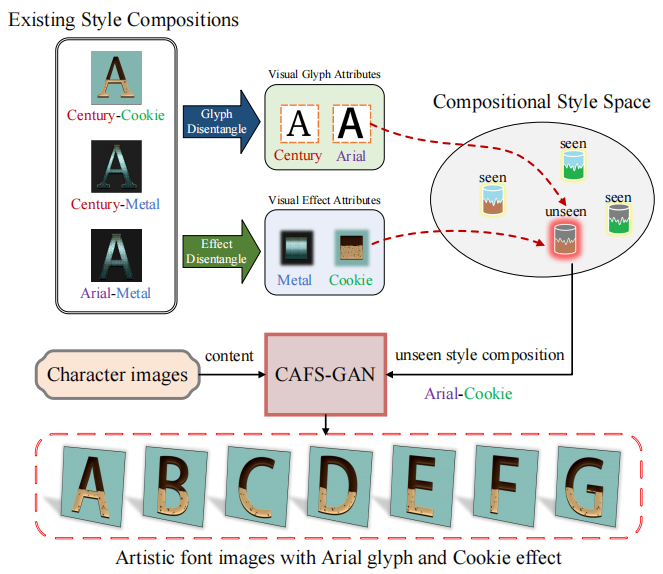 Existing Style Compositions
A
Century-Cookie
A
Century-Metal
A
Arial-Metal
Glyph
Disentangle
Effect
Disentangle
Visual Glyph Attributes
A A
Century Arial
Visual Effect Attributes
Metal Cookie
Compositional Style Space
seen
seen
seen
unseen
Character images
content
CAFS-GAN
unseen style composition
Arial-Cookie
A B C D E F G
Artistic font images with Arial glyph and Cookie effect